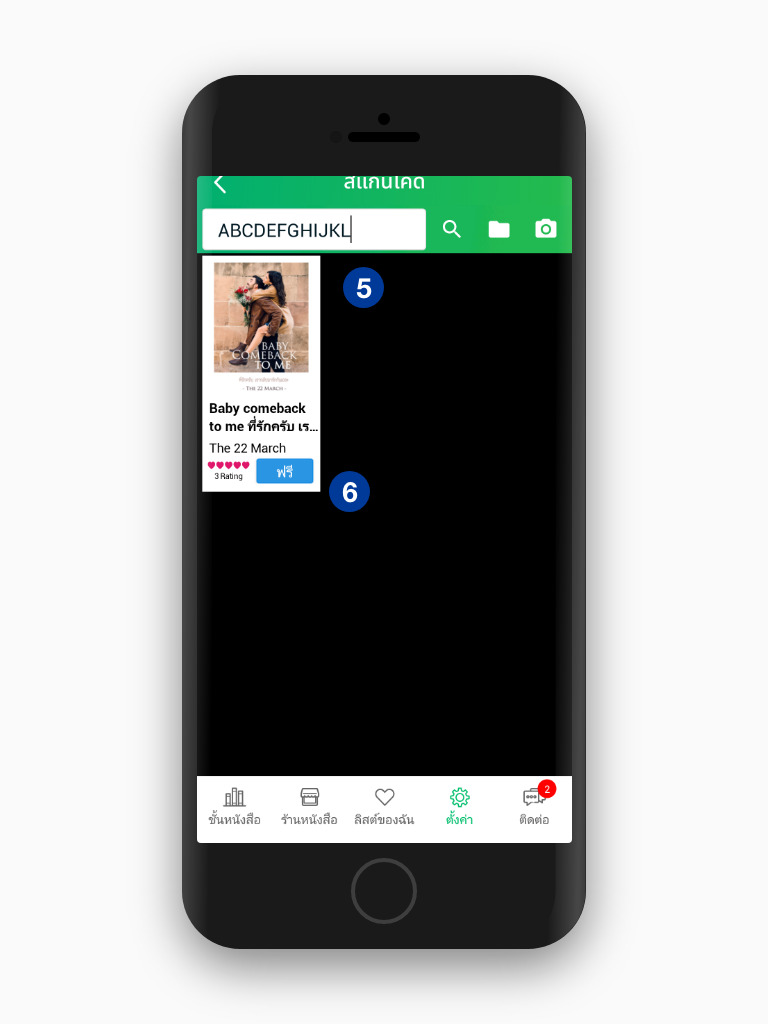 สแกนโค้ด
ABCDEFGHIJKL
5
BABY
COMEBACK
TO ME
- THE 22 MARCH -
Baby comeback
to me ที่รักครับ เร...
The 22 March
3 Rating
ฟรี
6
2
ชั้นหนังสือ
ร้านหนังสือ
ลิสต์ของฉัน
ตั้งค่า
ติดต่อ